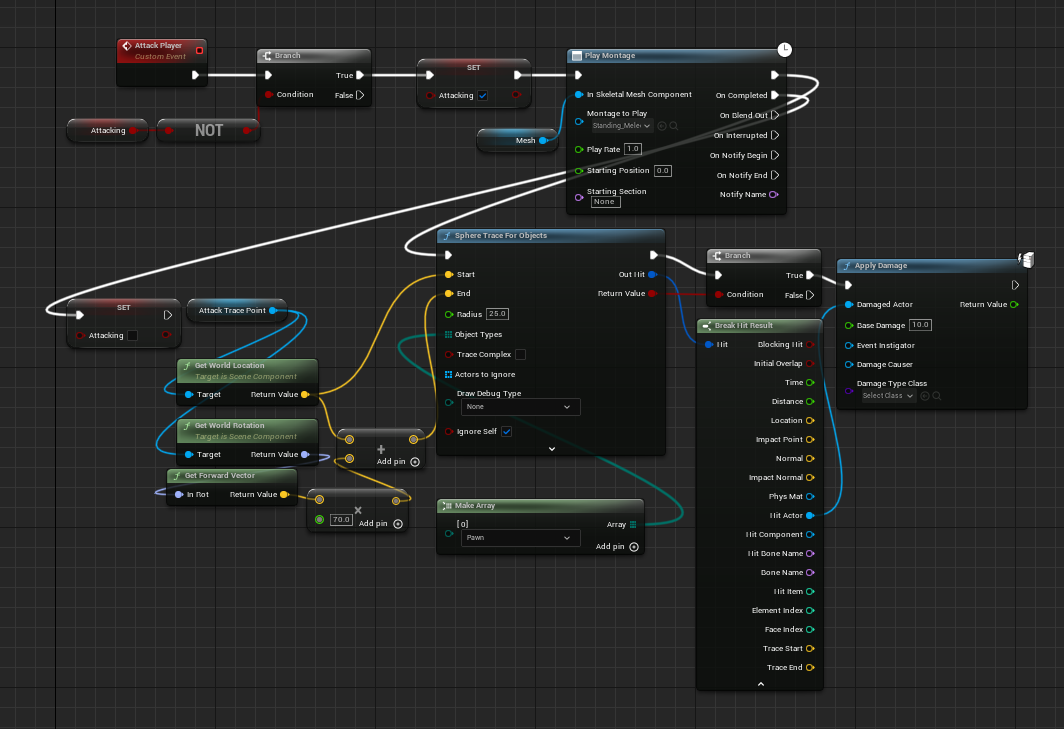 Attack Player
Custom Event
Branch
True
Condition
False
Attacking
NOT
SET
Attacking
Mesh
Play Montage
In Skeletal Mesh Component
On Completed
Montage to Play
On Blend Out
On Interrupted
Play Rate
1.0
On Notify Begin
Starting Position
0.0
On Notify End
Starting Section
None
Notify Name
SET
Attacking
Attack Trace Point
Get World Location
Target is Scene Component
Target
Return Value
Get World Rotation
Target is Scene Component
Target
Return Value
Get Forward Vector
In Rot
Return Value
+
Add pin
×
70.0
Add pin
Sphere Trace For Objects
Start
Out Hit
End
Return Value
Radius
25.0
Object Types
Trace Complex
Actors to Ignore
Draw Debug Type
None
Ignore Self
Make Array
[0]
Pawn
Array
Add pin
Branch
True
Condition
False
Break Hit Result
Hit
Blocking Hit
Initial Overlap
Time
Distance
Location
Impact Point
Normal
Impact Normal
Phys Mat
Hit Actor
Hit Component
Hit Bone Name
Bone Name
Hit Item
Element Index
Face Index
Trace Start
Trace End
Apply Damage
Damaged Actor
Return Value
Base Damage
10.0
Event Instigator
Damage Causer
Damage Type Class
Select Class